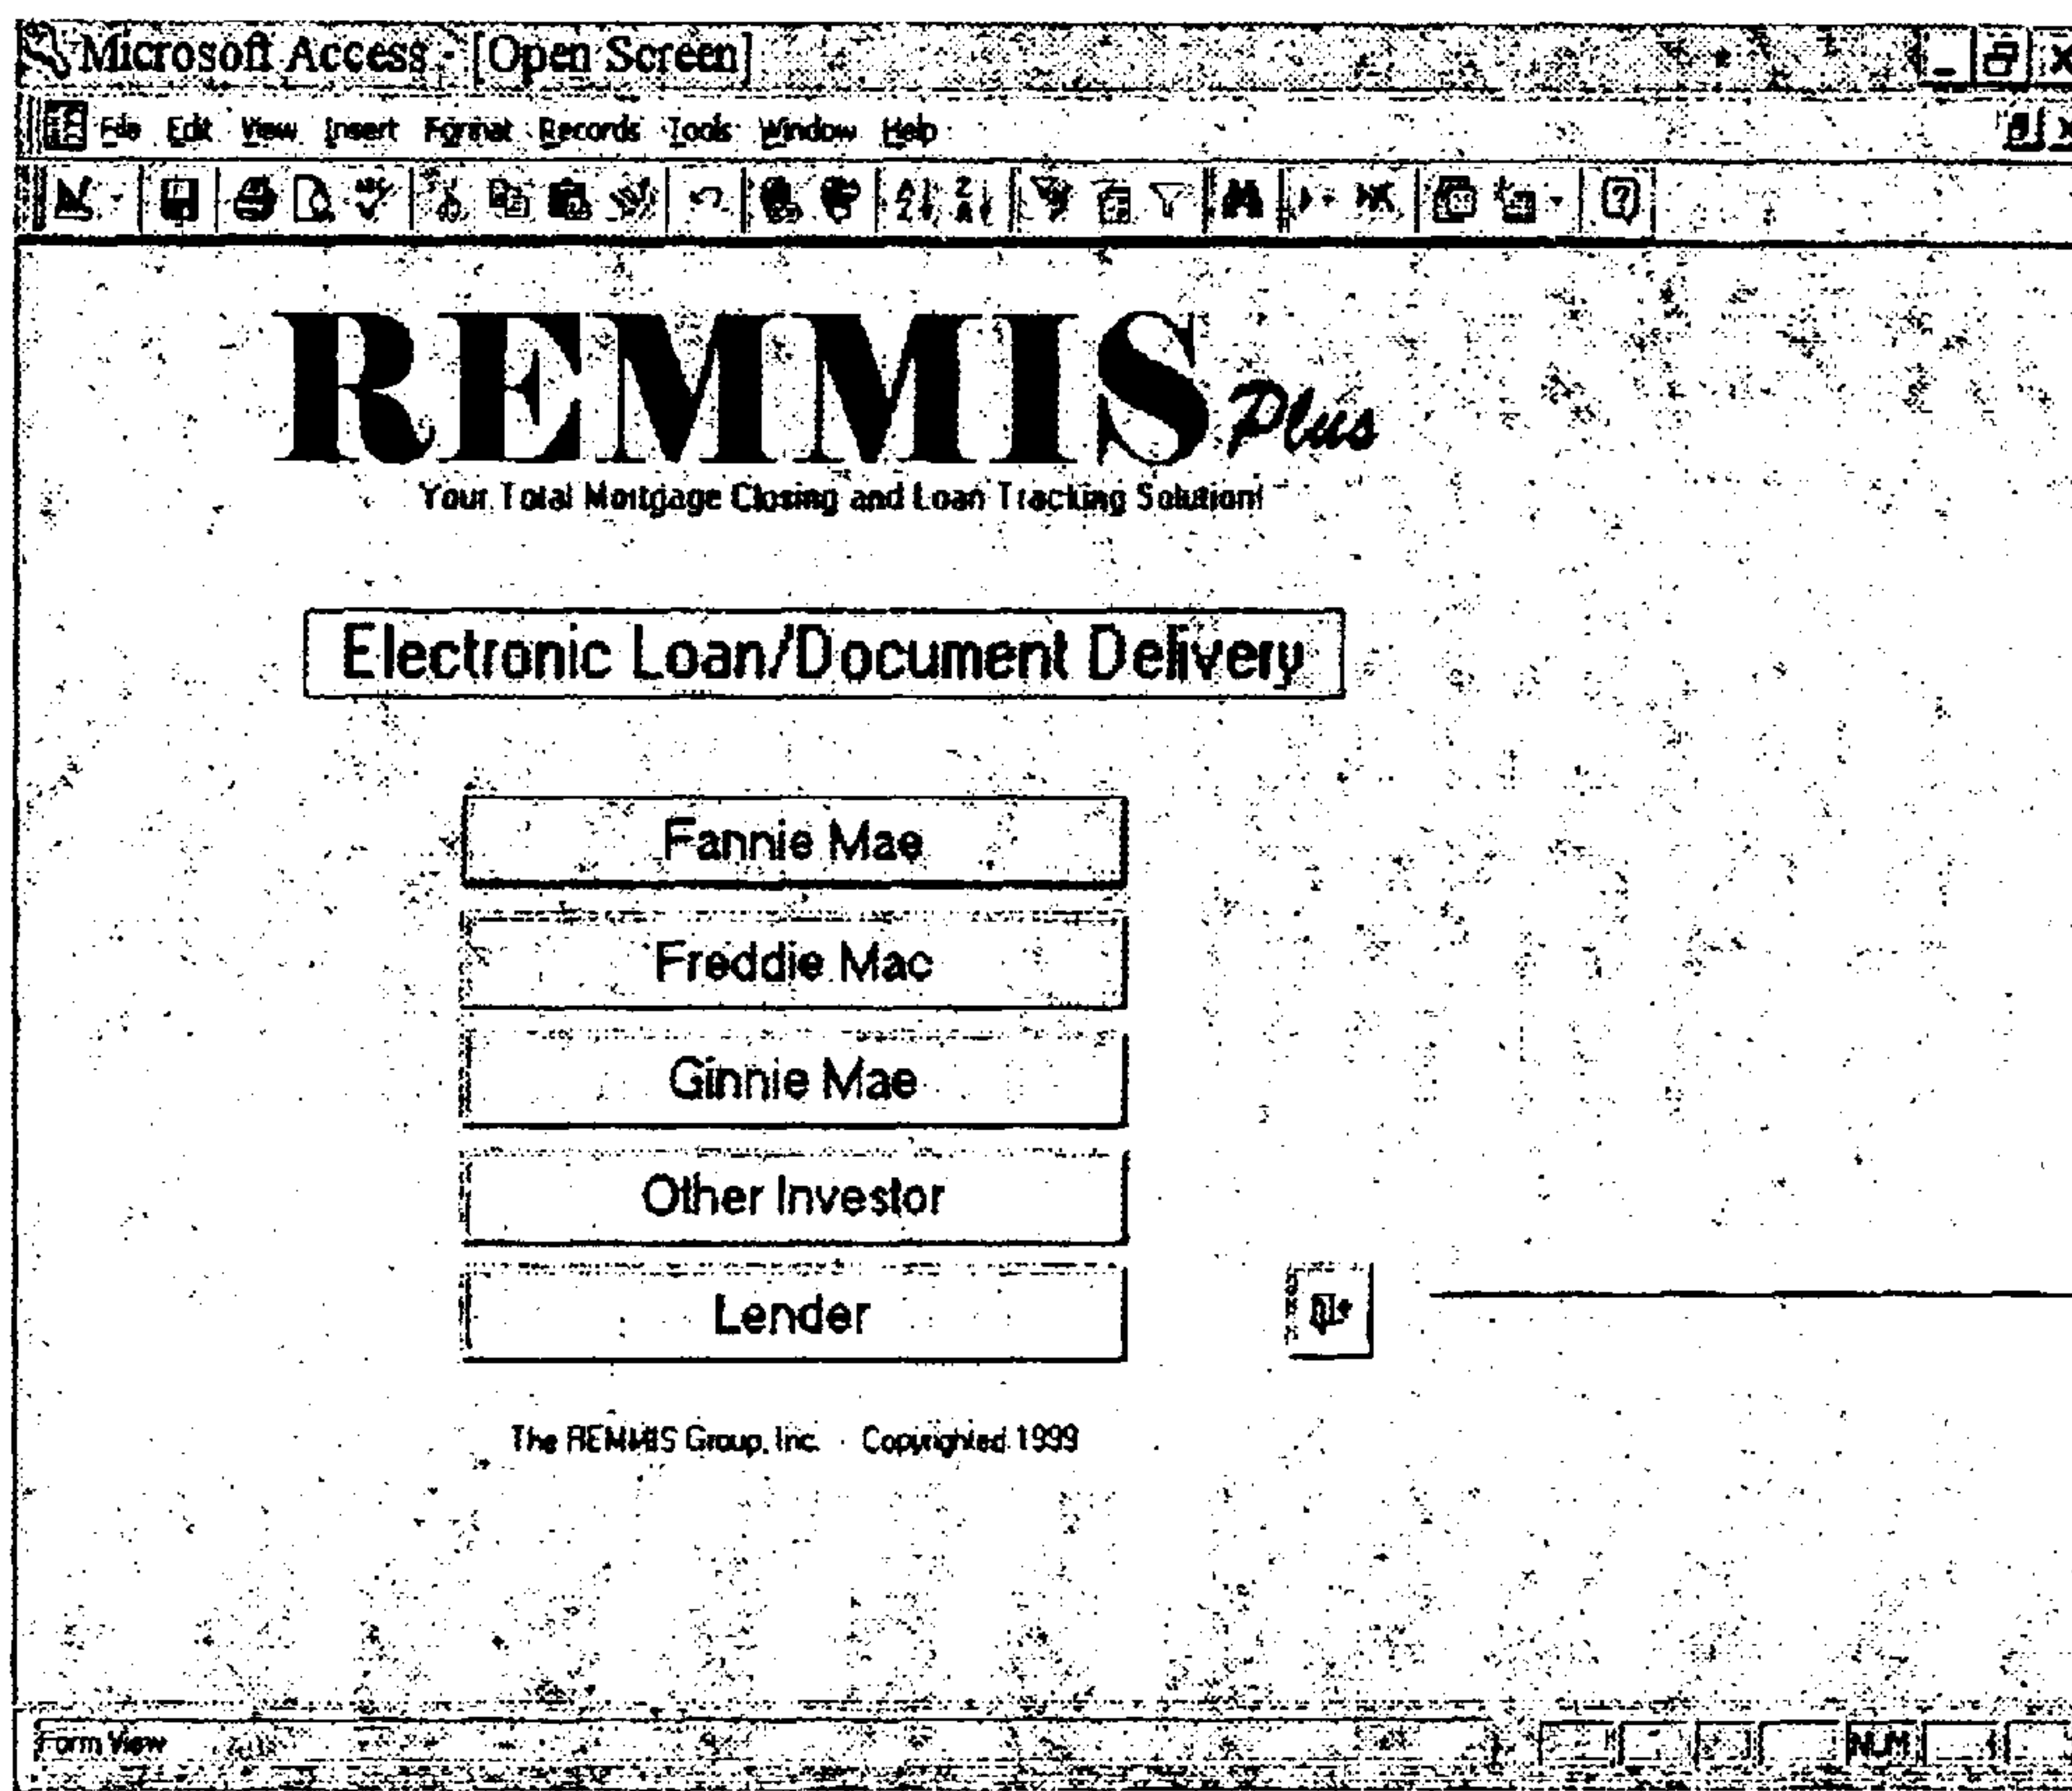 Microsoft Access - [Open Screen]
File Edit View Insert Format Records Tools Window Help
REMMIS Plus
Your Total Mortgage Closing and Loan Tracking Solution!
Electronic Loan/Document Delivery
Fannie Mae
Freddie Mac
Ginnie Mae
Other Investor
Lender
The REMMIS Group, Inc. Copyrighted 1999
Form View NUM